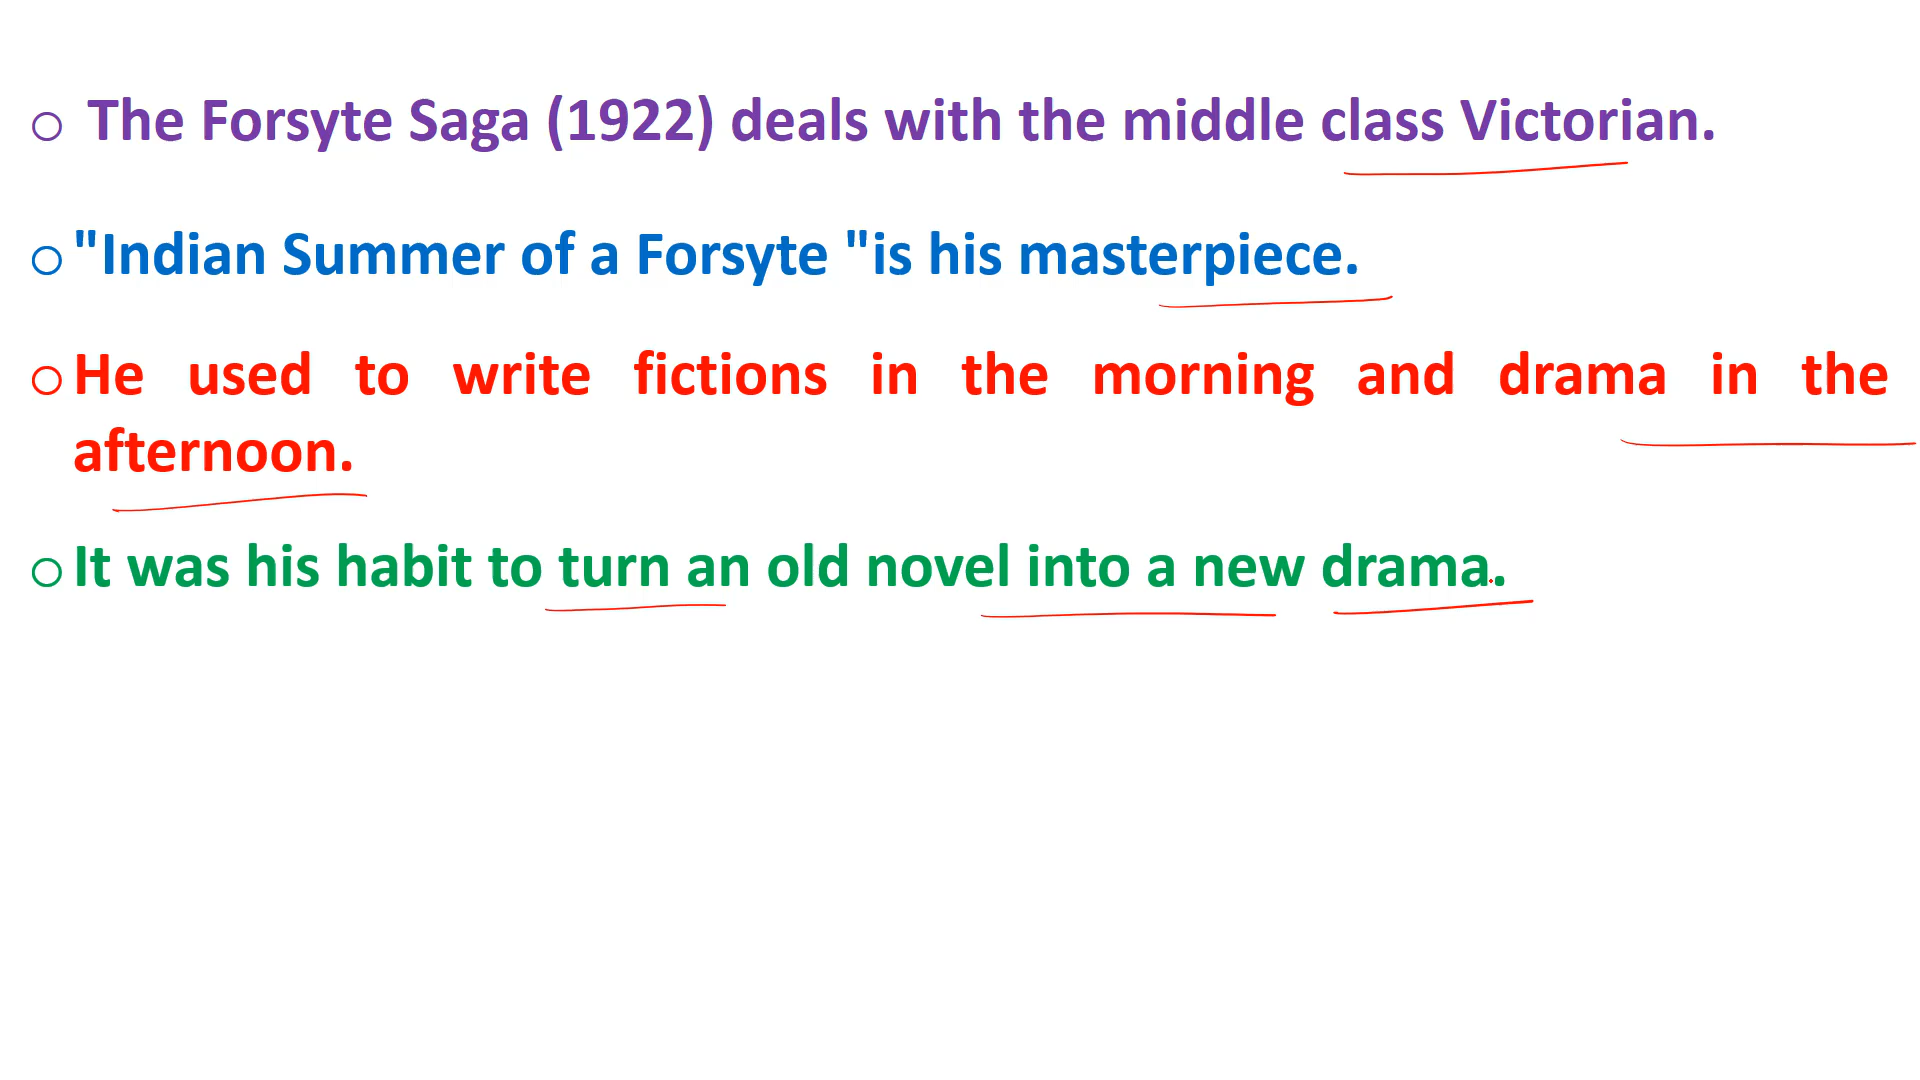 ○ The Forsyte Saga (1922) deals with the middle class Victorian.
○ "Indian Summer of a Forsyte "is his masterpiece.
○ He used to write fictions in the morning and drama in the
afternoon.
○ It was his habit to turn an old novel into a new drama.